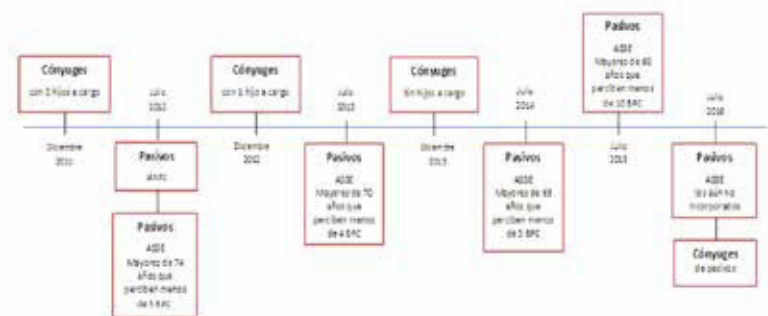 Cónyuges
con hijos a cargo
Diciembre
Julio
Pasivos
Pasivos
ASSE
Mayores de 74
años que
perciben menos
de 3 BPC
Cónyuges
con 1 hijo a cargo
Diciembre
2012
Julio
2013
Pasivos
ASSE
Mayores de 70
años que
perciben menos
de 4 BPC
Cónyuges
Sin hijos a cargo
Diciembre
2013
Julio
2014
Pasivos
ASSE
Mayores de
años que
perciben menos
de 5 BPC
Pasivos
ASSE
Mayores de 60
años que
perciben menos
de 10 BPC
Julio
2015
Julio
2016
Pasivos
ASSE
los aún no
incorporados
Cónyuges
de pasivos